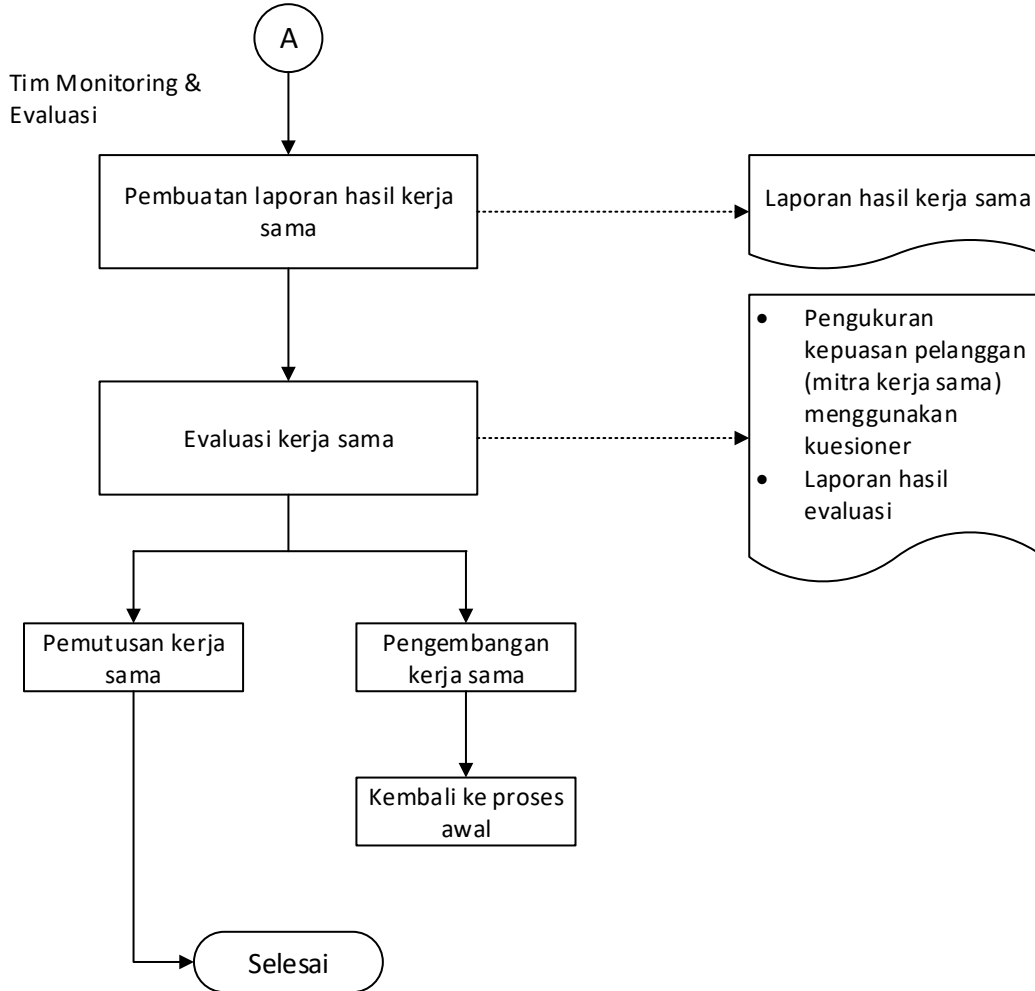 A
Tim Monitoring &
Evaluasi
Pembuatan laporan hasil kerja
sama
Laporan hasil kerja sama
Evaluasi kerja sama
• Pengukuran
kepuasan pelanggan
(mitra kerja sama)
menggunakan
kuesioner
• Laporan hasil
evaluasi
Pemutusan kerja
sama
Pengembangan
kerja sama
Kembali ke proses
awal
Selesai